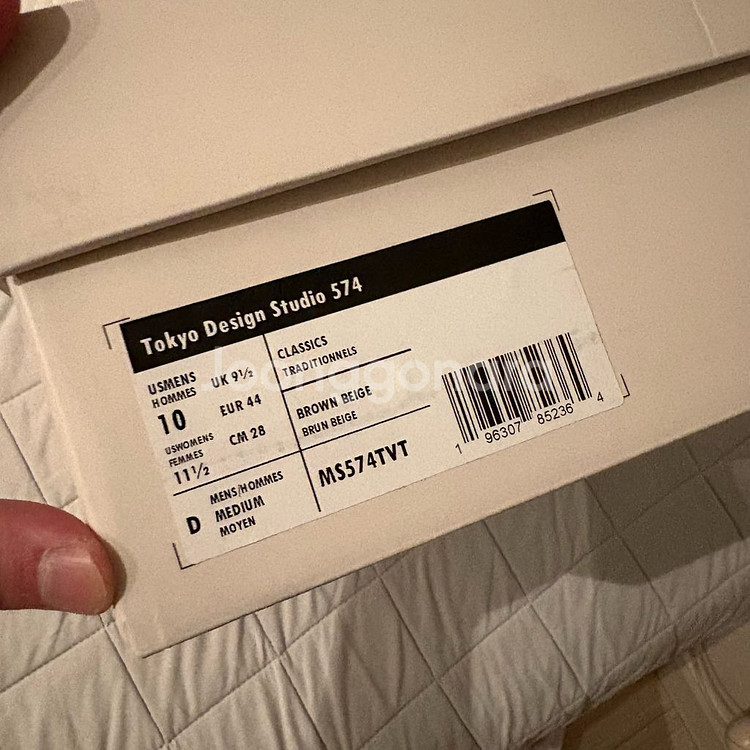 Tokyo Design Studio 574
USMENS
HOMMES
10
UK 9½
EUR 44
USWOMENS
FEMMES
11½
CM 28
CLASSICS
TRADITIONNELS
BROWN BEIGE
BRUN BEIGE
D
MENS/HOMMES
MEDIUM
MOYEN
MS574TVT
1 96307 85236 4
Joonggonara